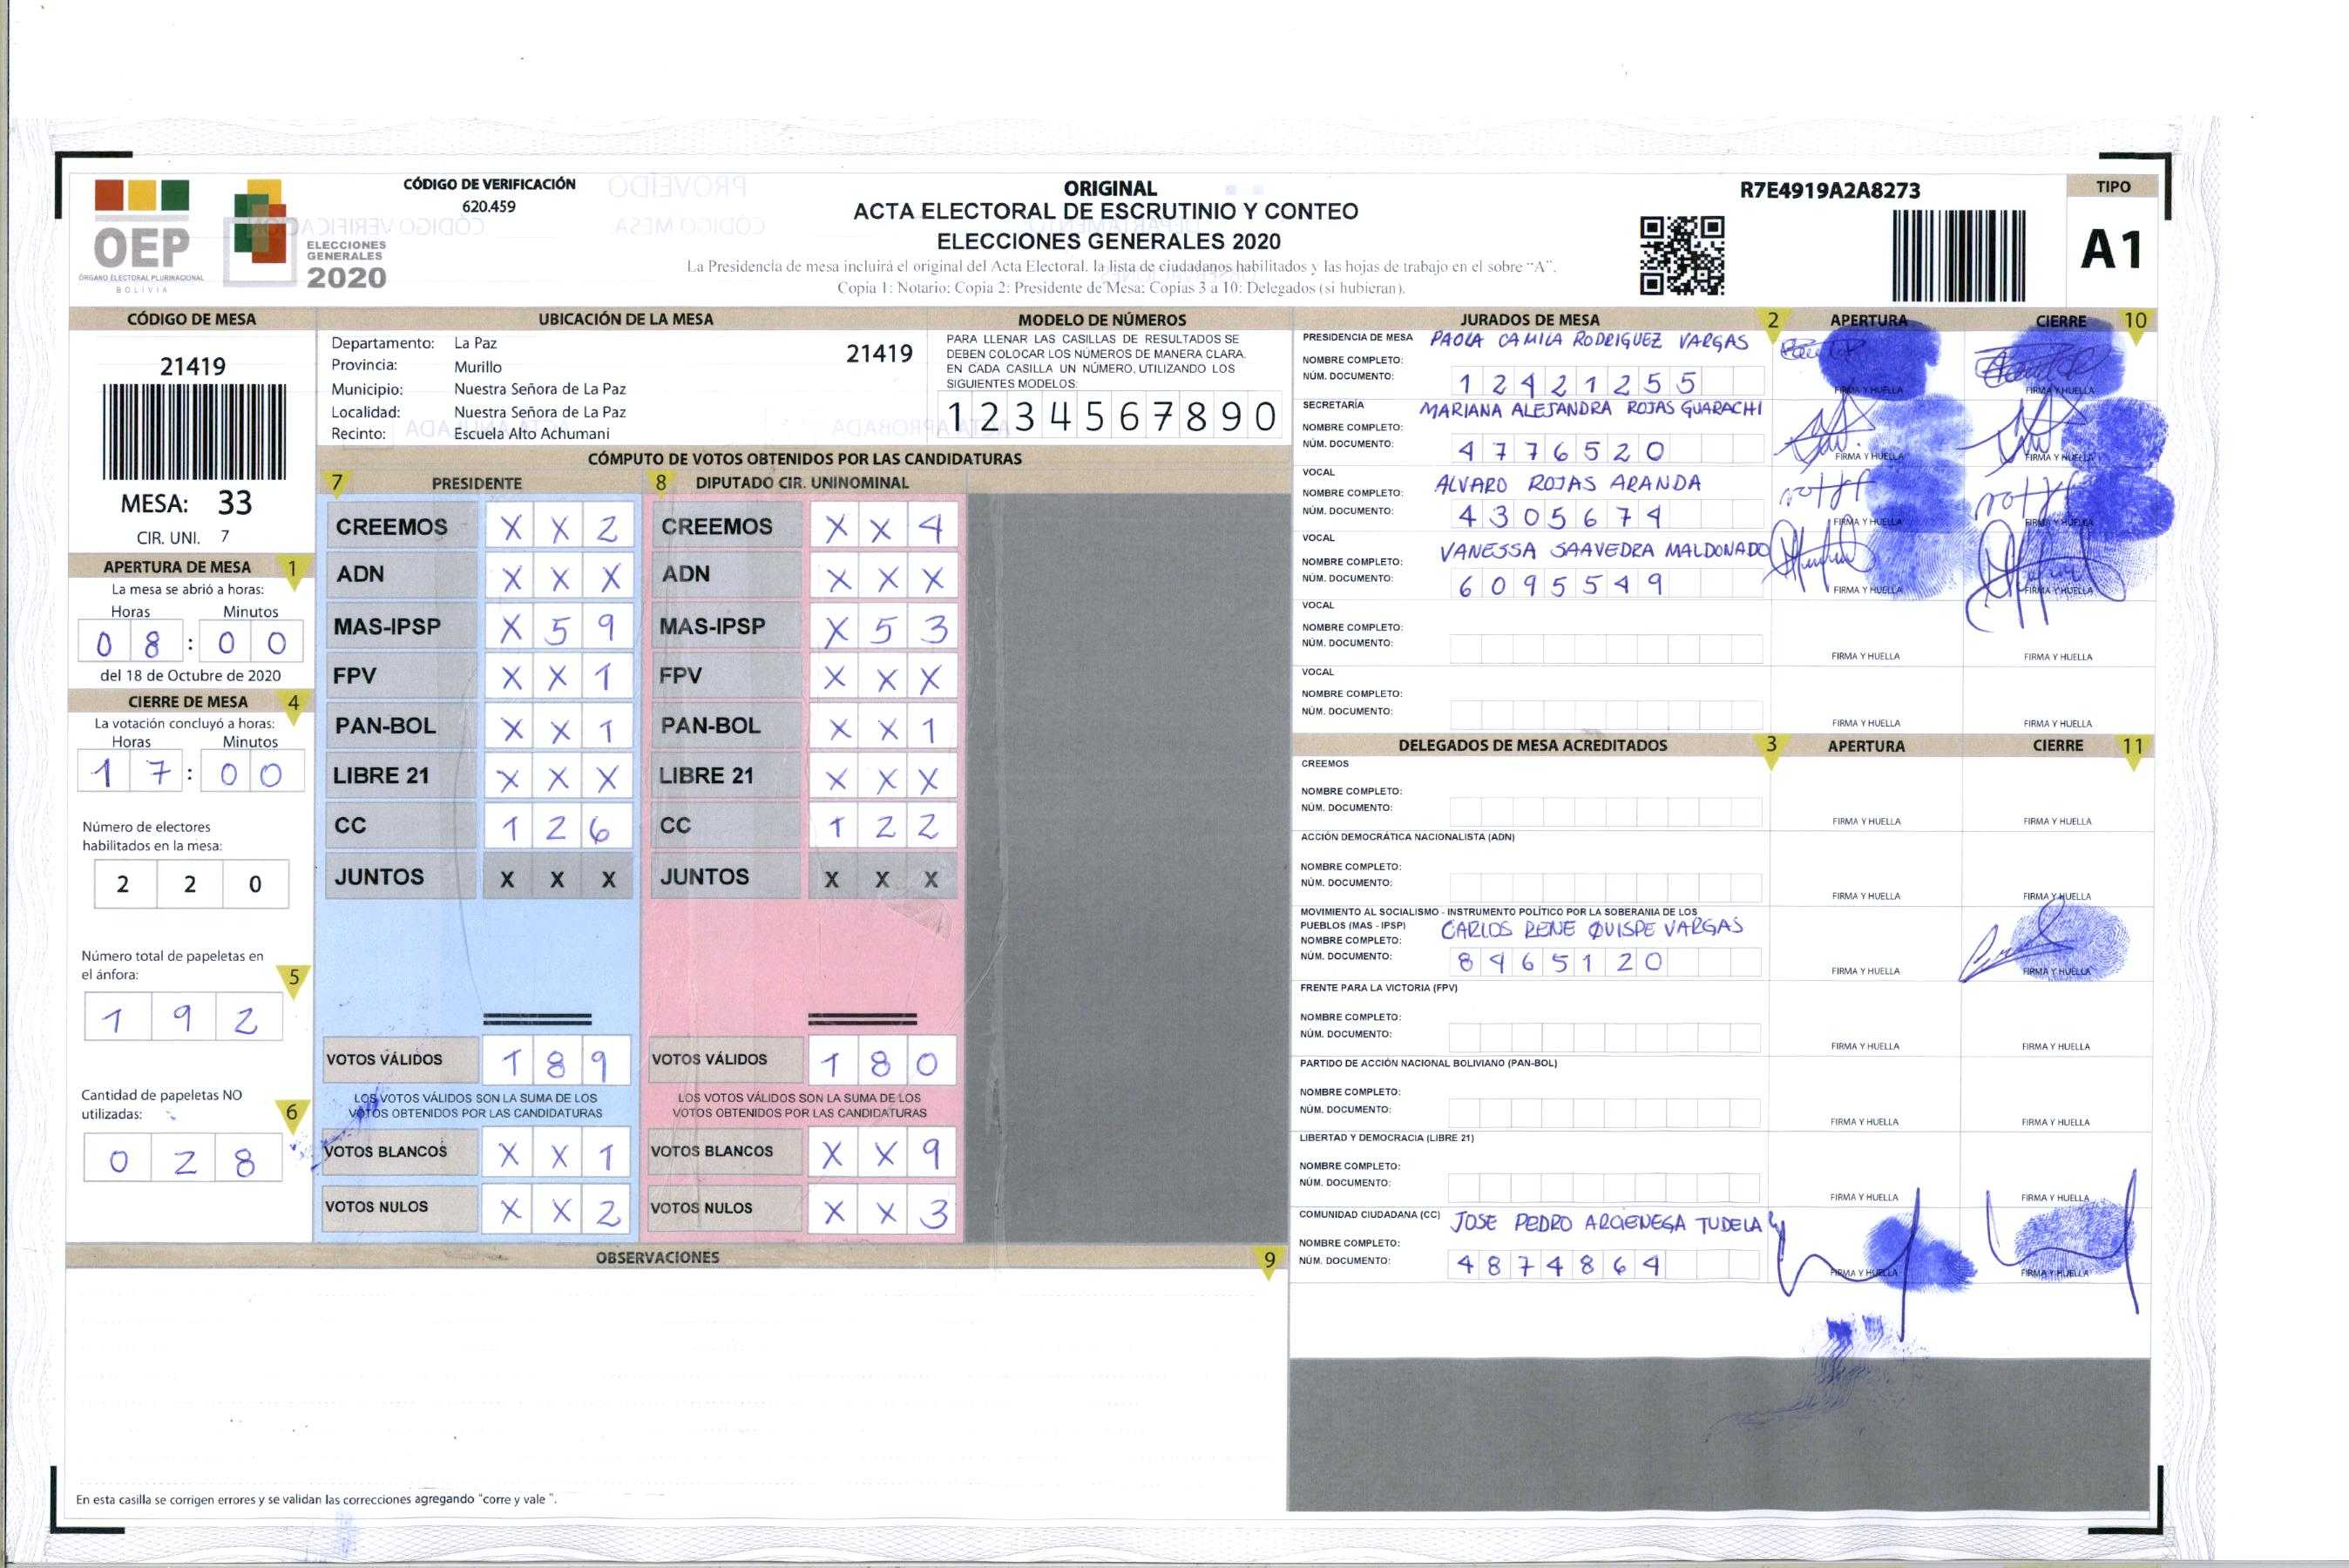 CÓDIGO DE VERIFICACIÓN
620.459
OEP
ÓRGANO ELECTORAL PLURINACIONAL
BOLIVIA
ELECCIONES
GENERALES
2020
ORIGINAL
ACTA ELECTORAL DE ESCRUTINIO Y CONTEO
ELECCIONES GENERALES 2020
La Presidencia de mesa incluirá el original del Acta Electoral, la lista de ciudadanos habilitados y las hojas de trabajo en el sobre "A".
Copia 1: Notario; Copia 2: Presidente de Mesa; Copias 3 a 10: Delegados (si hubieran).
R7E4919A2A8273
TIPO
A1
CÓDIGO DE MESA
21419
MESA: 33
CIR. UNI. 7
APERTURA DE MESA 1
La mesa se abrió a horas:
Horas Minutos
0 8 : 0 0
del 18 de Octubre de 2020
CIERRE DE MESA 4
La votación concluyó a horas:
Horas Minutos
1 7 : 0 0
Número de electores
habilitados en la mesa:
2 2 0
Número total de papeletas en
el ánfora: 5
1 9 2
Cantidad de papeletas NO
utilizadas: 6
0 2 8
UBICACIÓN DE LA MESA
Departamento: La Paz 21419
Provincia: Murillo
Municipio: Nuestra Señora de La Paz
Localidad: Nuestra Señora de La Paz
Recinto: Escuela Alto Achumani
MODELO DE NÚMEROS
PARA LLENAR LAS CASILLAS DE RESULTADOS SE
DEBEN COLOCAR LOS NÚMEROS DE MANERA CLARA.
EN CADA CASILLA UN NÚMERO, UTILIZANDO LOS
SIGUIENTES MODELOS:
1 2 3 4 5 6 7 8 9 0
CÓMPUTO DE VOTOS OBTENIDOS POR LAS CANDIDATURAS
7 PRESIDENTE
CREEMOS X X 2
ADN X X X
MAS-IPSP X 5 9
FPV X X 1
PAN-BOL X X 1
LIBRE 21 X X X
CC 1 2 6
JUNTOS X X X
VOTOS VÁLIDOS 1 8 9
LOS VOTOS VÁLIDOS SON LA SUMA DE LOS
VOTOS OBTENIDOS POR LAS CANDIDATURAS
VOTOS BLANCOS X X 1
VOTOS NULOS X X 2
8 DIPUTADO CIR. UNINOMINAL
CREEMOS X X 4
ADN X X X
MAS-IPSP X 5 3
FPV X X X
PAN-BOL X X 1
LIBRE 21 X X X
CC 1 2 2
JUNTOS X X X
VOTOS VÁLIDOS 1 8 0
LOS VOTOS VÁLIDOS SON LA SUMA DE LOS
VOTOS OBTENIDOS POR LAS CANDIDATURAS
VOTOS BLANCOS X X 9
VOTOS NULOS X X 3
OBSERVACIONES 9
En esta casilla se corrigen errores y se validan las correcciones agregando "corre y vale ".
JURADOS DE MESA 2 APERTURA CIERRE 10
PRESIDENCIA DE MESA PAOLA CAMILA RODRIGUEZ VARGAS
NOMBRE COMPLETO:
NÚM. DOCUMENTO: 1 2 4 2 1 2 5 5
FIRMA Y HUELLA FIRMA Y HUELLA
SECRETARÍA MARIANA ALEJANDRA ROJAS GUARACHI
NOMBRE COMPLETO:
NÚM. DOCUMENTO: 4 7 7 6 5 2 0
FIRMA Y HUELLA FIRMA Y HUELLA
VOCAL ALVARO ROJAS ARANDA
NOMBRE COMPLETO:
NÚM. DOCUMENTO: 4 3 0 5 6 7 4
FIRMA Y HUELLA FIRMA Y HUELLA
VOCAL VANESSA SAAVEDRA MALDONADO
NOMBRE COMPLETO:
NÚM. DOCUMENTO: 6 0 9 5 5 4 9
FIRMA Y HUELLA FIRMA Y HUELLA
VOCAL
NOMBRE COMPLETO:
NÚM. DOCUMENTO:
FIRMA Y HUELLA FIRMA Y HUELLA
VOCAL
NOMBRE COMPLETO:
NÚM. DOCUMENTO:
FIRMA Y HUELLA FIRMA Y HUELLA
DELEGADOS DE MESA ACREDITADOS 3 APERTURA CIERRE 11
CREEMOS
NOMBRE COMPLETO:
NÚM. DOCUMENTO:
FIRMA Y HUELLA FIRMA Y HUELLA
ACCIÓN DEMOCRÁTICA NACIONALISTA (ADN)
NOMBRE COMPLETO:
NÚM. DOCUMENTO:
FIRMA Y HUELLA FIRMA Y HUELLA
MOVIMIENTO AL SOCIALISMO - INSTRUMENTO POLÍTICO POR LA SOBERANIA DE LOS
PUEBLOS (MAS - IPSP) CARLOS RENE QUISPE VARGAS
NOMBRE COMPLETO:
NÚM. DOCUMENTO: 8 4 6 5 1 2 0
FIRMA Y HUELLA FIRMA Y HUELLA
FRENTE PARA LA VICTORIA (FPV)
NOMBRE COMPLETO:
NÚM. DOCUMENTO:
FIRMA Y HUELLA FIRMA Y HUELLA
PARTIDO DE ACCIÓN NACIONAL BOLIVIANO (PAN-BOL)
NOMBRE COMPLETO:
NÚM. DOCUMENTO:
FIRMA Y HUELLA FIRMA Y HUELLA
LIBERTAD Y DEMOCRACIA (LIBRE 21)
NOMBRE COMPLETO:
NÚM. DOCUMENTO:
FIRMA Y HUELLA FIRMA Y HUELLA
COMUNIDAD CIUDADANA (CC) JOSE PEDRO ARCIENEGA TUDELA
NOMBRE COMPLETO:
NÚM. DOCUMENTO: 4 8 7 4 8 6 4
FIRMA Y HUELLA FIRMA Y HUELLA